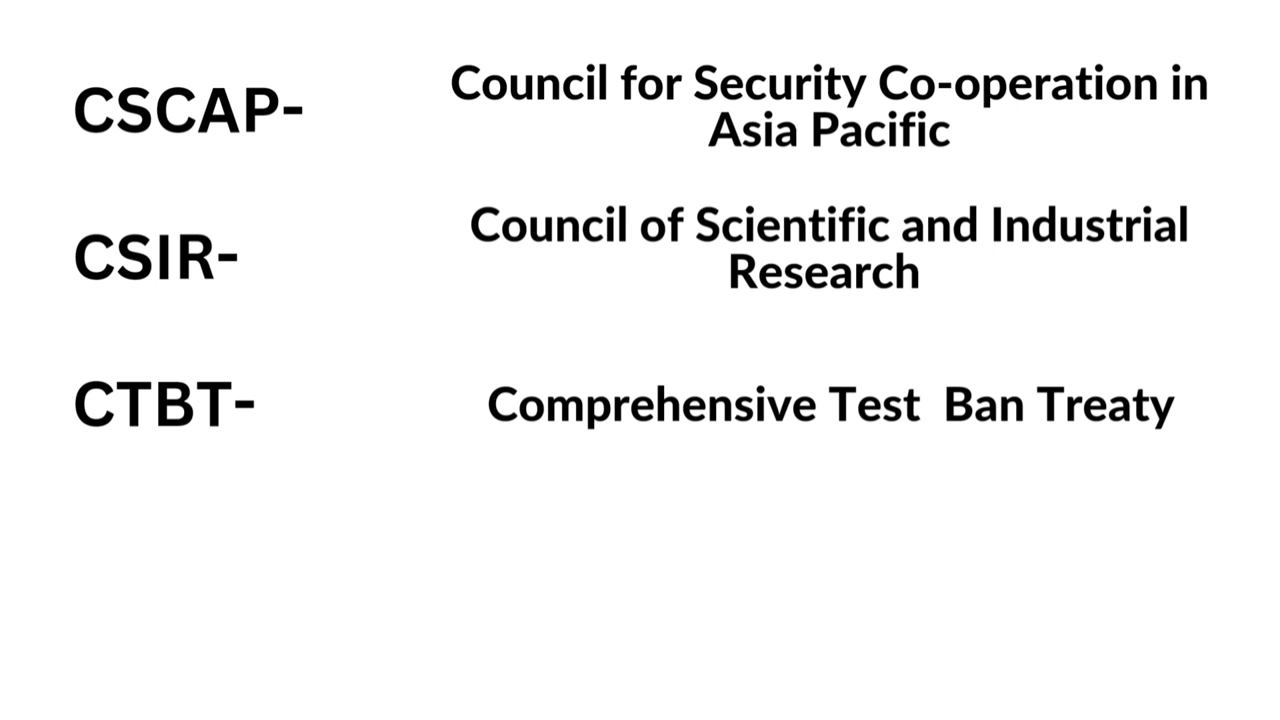 CSCAP-
Council for Security Co-operation in
Asia Pacific
CSIR-
Council of Scientific and Industrial
Research
CTBT-
Comprehensive Test  Ban Treaty